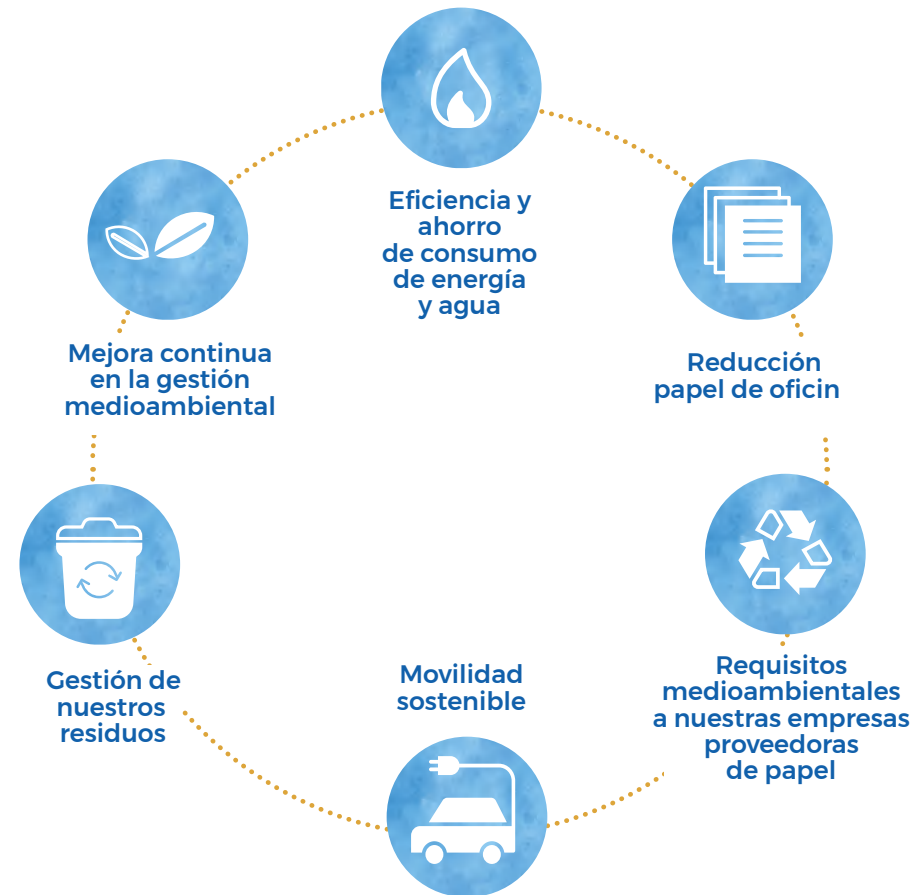 Eficiencia y
ahorro
de consumo
de energía
y agua
Reducción
papel de oficin
Requisitos
medioambientales
a nuestras empresas
proveedoras
de papel
Movilidad
sostenible
Gestión de
nuestros
residuos
Mejora continua
en la gestión
medioambiental